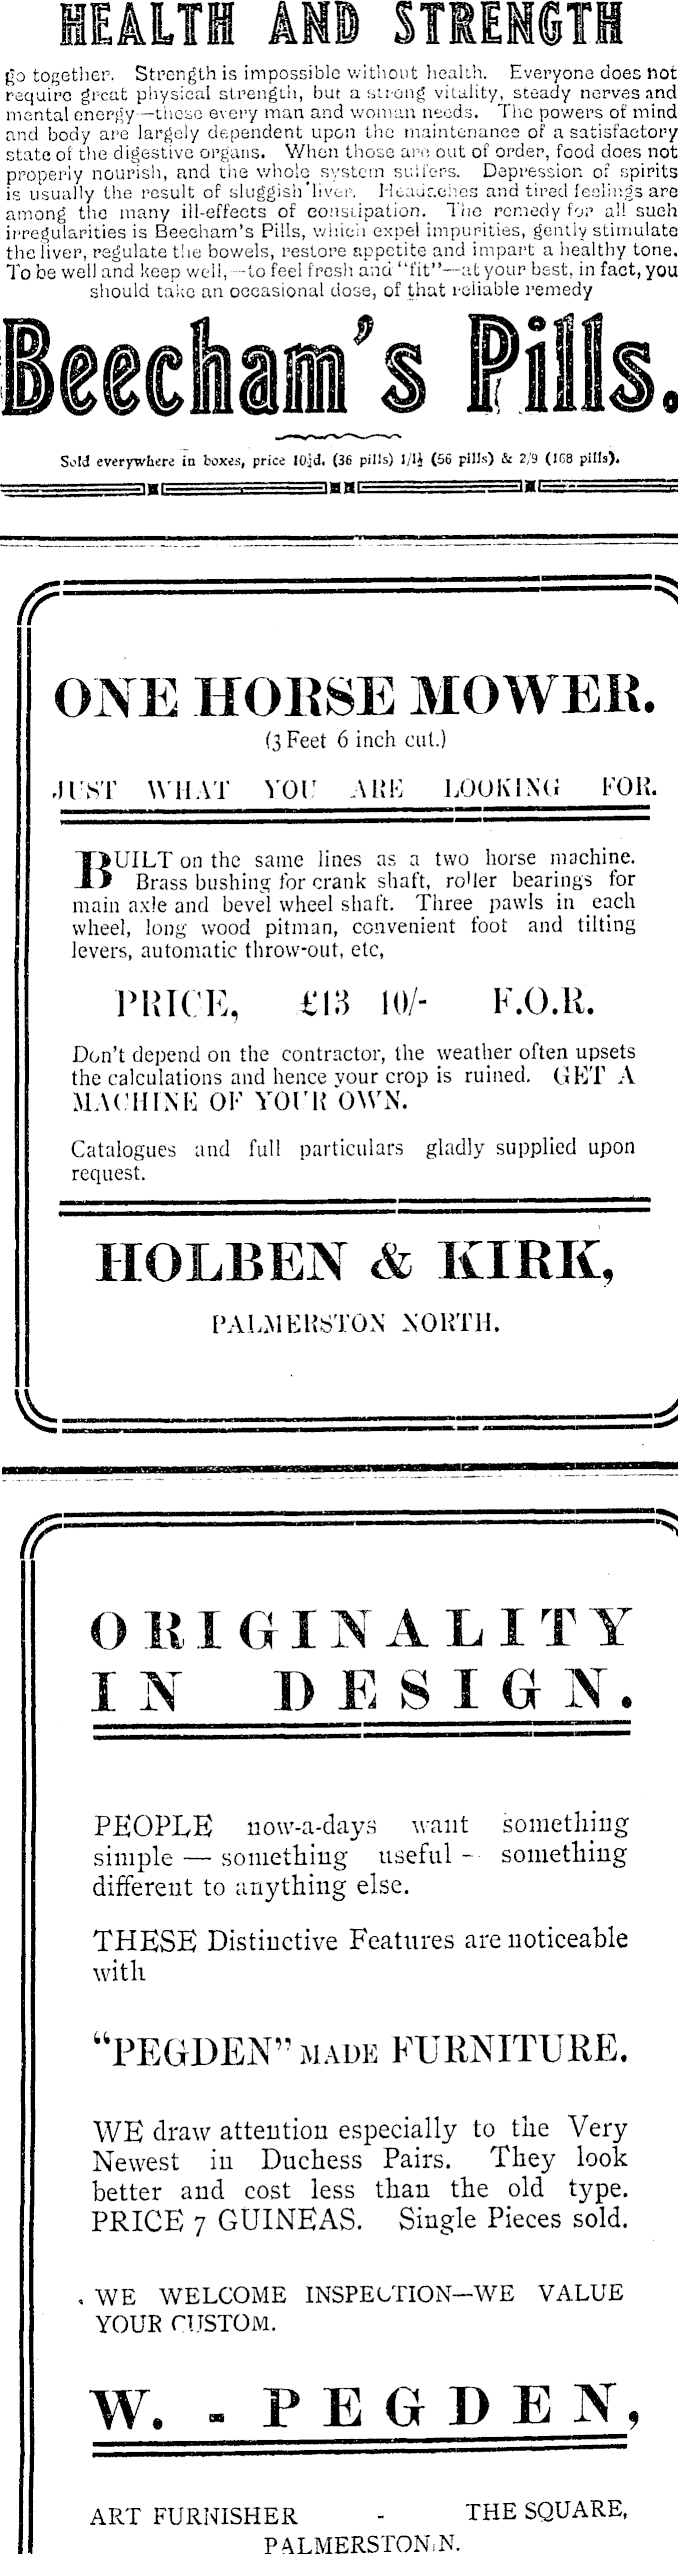 HEALTH AND STRENGTH
go together. Strength is impossible without health. Everyone does not
require great physical strength, but a strong vitality, steady nerves and
mental energy—these every man and woman needs. The powers of mind
and body are largely dependent upon the maintenance of a satisfactory
state of the digestive organs. When those are out of order, food does not
properly nourish, and the whole system suffers. Depression of spirits
is usually the result of sluggish liver. Headaches and tired feelings are
among the many ill-effects of constipation. The remedy for all such
irregularities is Beecham's Pills, which expel impurities, gently stimulate
the liver, regulate the bowels, restore appetite and impart a healthy tone.
To be well and keep well,—to feel fresh and "fit"—at your best, in fact, you
should take an occasional dose, of that reliable remedy
Beecham's Pills.
Sold everywhere in boxes, price 10½d. (36 pills) 1/1½ (56 pills) & 2/9 (168 pills).
ONE HORSE MOWER.
(3 Feet 6 inch cut.)
JUST WHAT YOU ARE LOOKING FOR.
BUILT on the same lines as a two horse machine.
Brass bushing for crank shaft, roller bearings for
main axle and bevel wheel shaft. Three pawls in each
wheel, long wood pitman, convenient foot and tilting
levers, automatic throw-out, etc,
PRICE, £13 10/- F.O.R.
Don't depend on the contractor, the weather often upsets
the calculations and hence your crop is ruined. GET A
MACHINE OF YOUR OWN.
Catalogues and full particulars gladly supplied upon
request.
HOLBEN & KIRK,
PALMERSTON NORTH.
ORIGINALITY
IN DESIGN.
PEOPLE now-a-days want something
simple — something useful - something
different to anything else.
THESE Distinctive Features are noticeable
with
"PEGDEN" MADE FURNITURE.
WE draw attention especially to the Very
Newest in Duchess Pairs. They look
better and cost less than the old type.
PRICE 7 GUINEAS. Single Pieces sold.
WE WELCOME INSPECTION—WE VALUE
YOUR CUSTOM.
W. - PEGDEN,
ART FURNISHER - THE SQUARE,
PALMERSTON N.